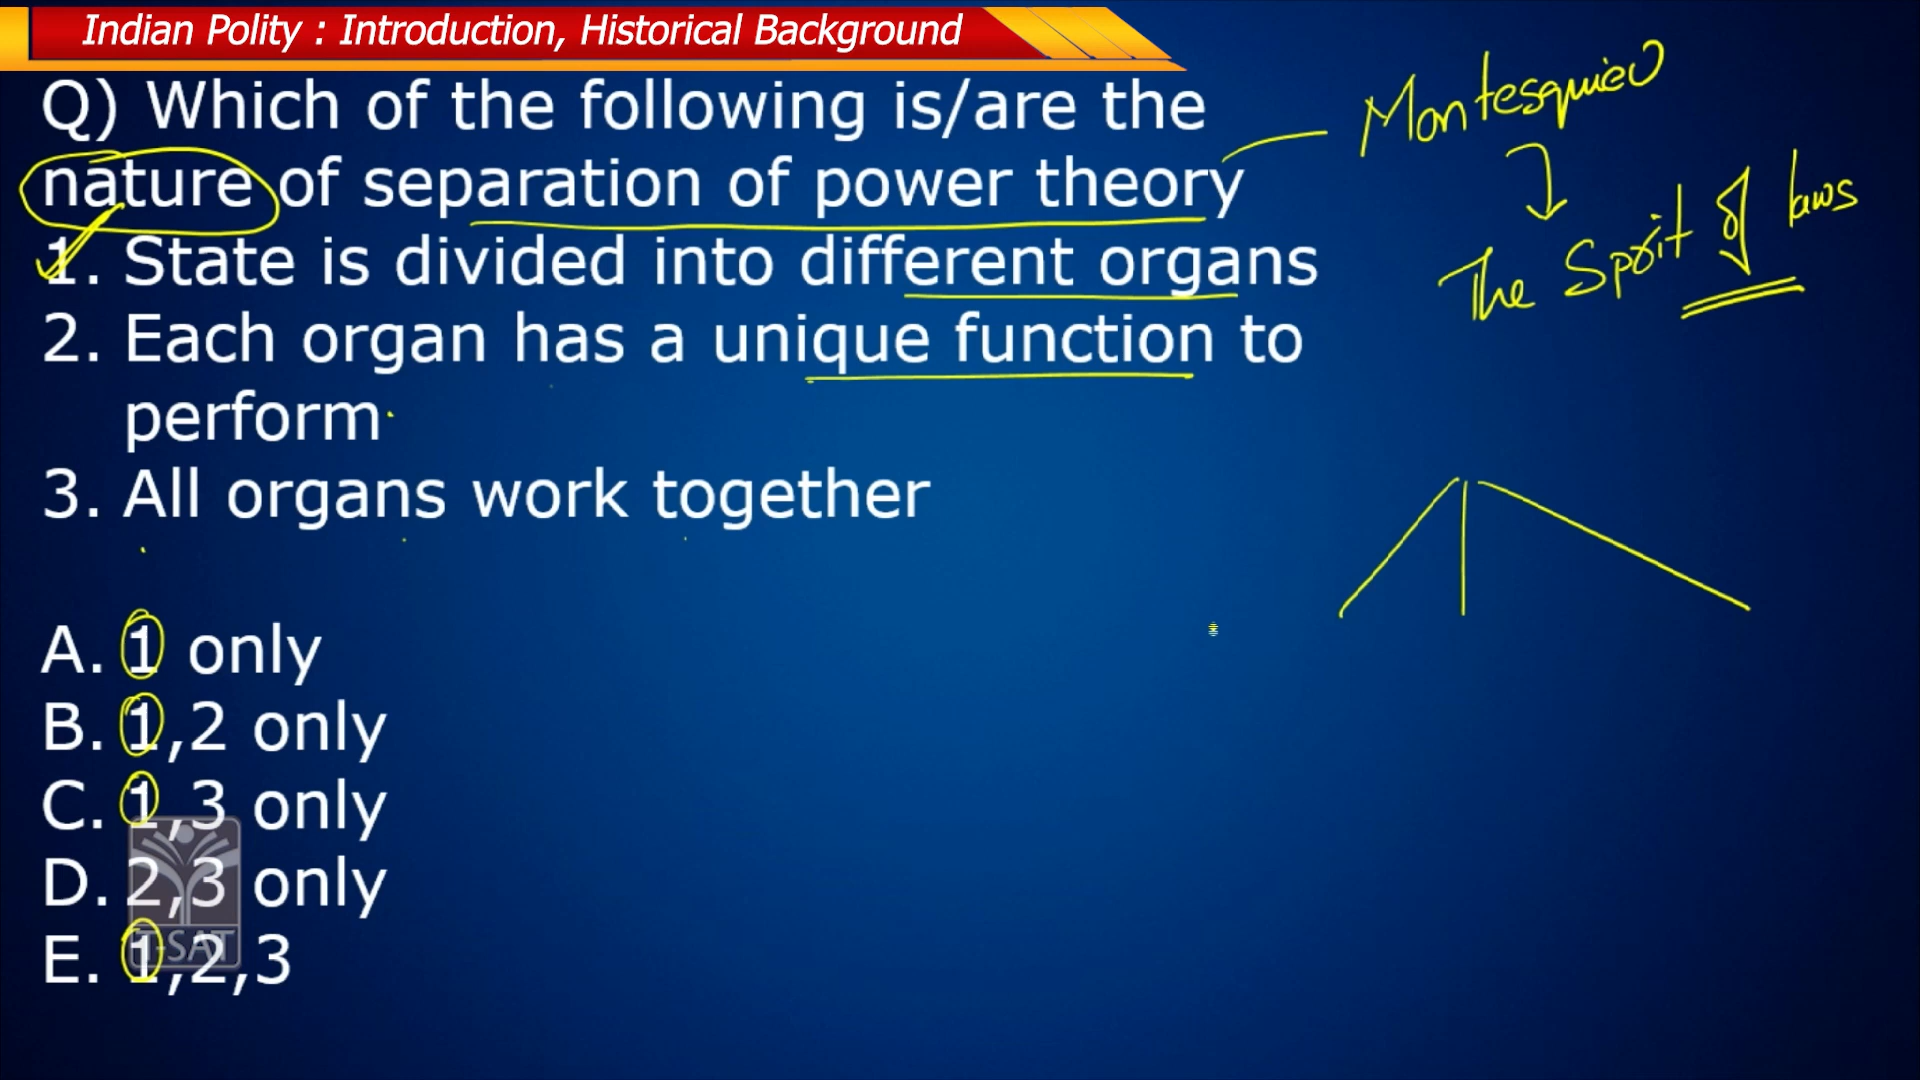 Indian Polity : Introduction, Historical Background
Q) Which of the following is/are the
nature of separation of power theory
1. State is divided into different organs
2. Each organ has a unique function to
perform
3. All organs work together
A. 1 only
B. 1,2 only
C. 1,3 only
D. 2,3 only
E. 1,2,3
T-SAT
Montesquieu
The Spirit of laws